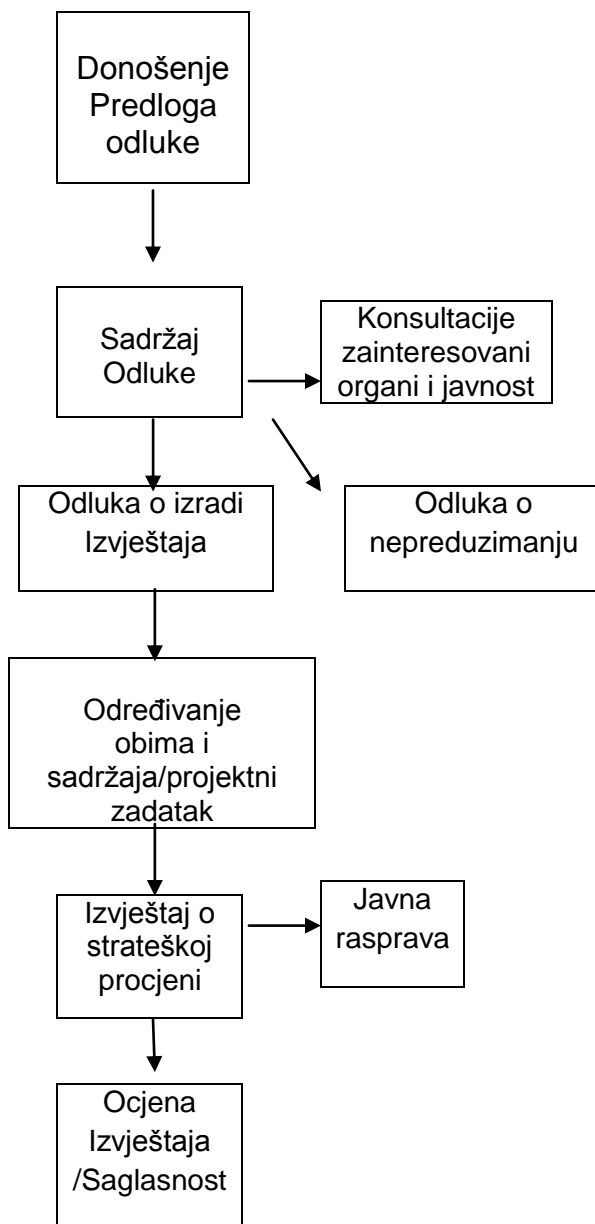 Donošenje
Predloga
odluke
Sadržaj
Odluke
Konsultacije
zainteresovani
organi i javnost
Odluka o izradi
Izvještaja
Odluka o
nepreduzimanju
Određivanje
obima i
sadržaja/projektni
zadatak
Izvještaj o
strateškoj
procjeni
Javna
rasprava
Ocjena
Izvještaja
/Saglasnost